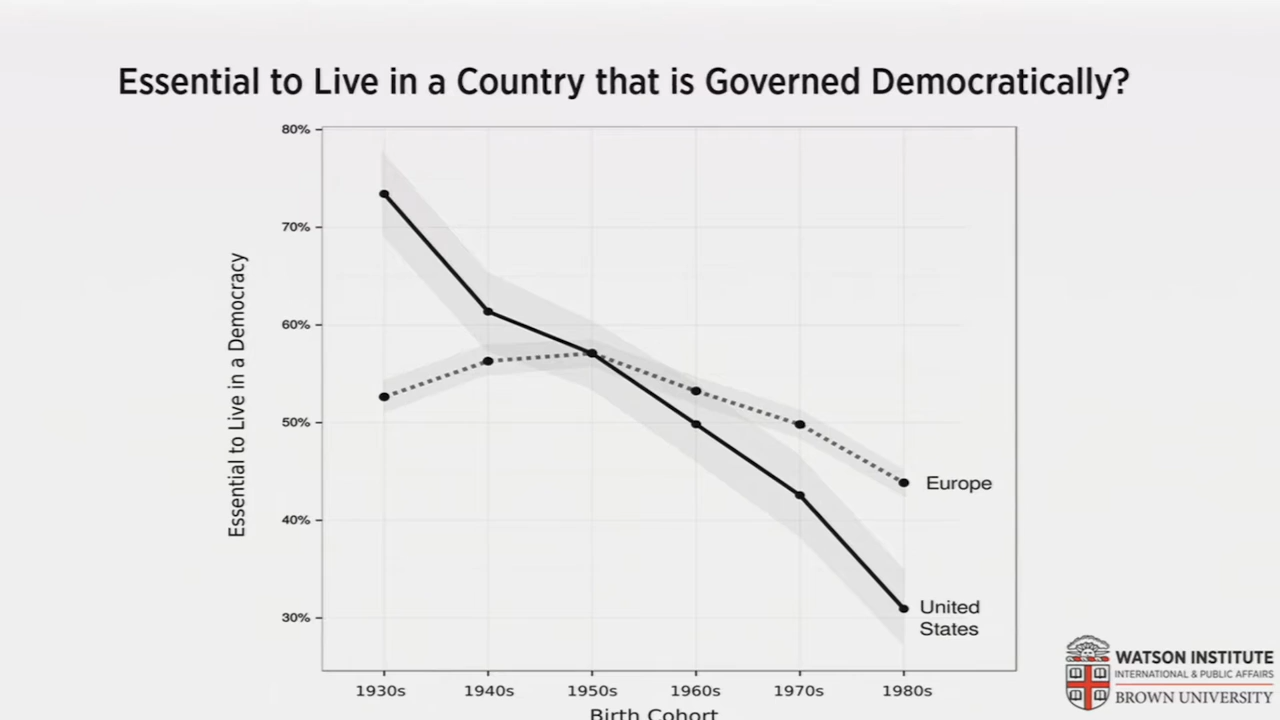 Essential to Live in a Country that is Governed Democratically?
80%
70%
60%
50%
40%
30%
Essential to Live in a Democracy
Europe
United
States
1930s
1940s
1950s
1960s
1970s
1980s
Birth Cohort
WATSON INSTITUTE
INTERNATIONAL & PUBLIC AFFAIRS
BROWN UNIVERSITY